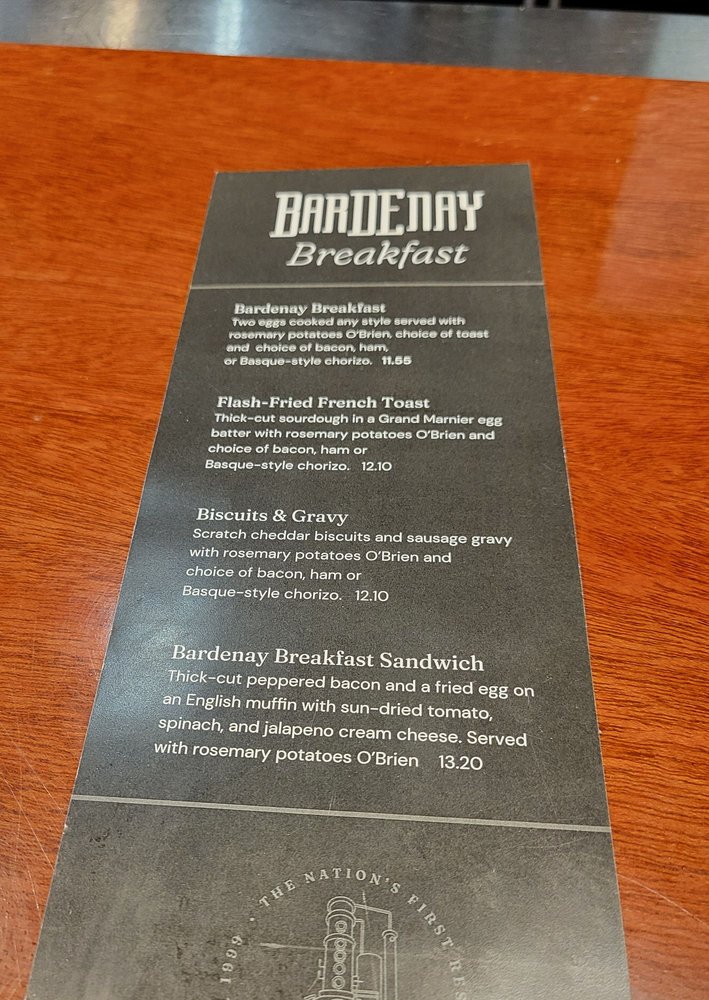 BARDENAY
Breakfast
Bardenay Breakfast
Two eggs cooked any style served with
rosemary potatoes O'Brien, choice of toast
and choice of bacon, ham,
or Basque-style chorizo. 11.55
Flash-Fried French Toast
Thick-cut sourdough in a Grand Marnier egg
batter with rosemary potatoes O'Brien and
choice of bacon, ham or
Basque-style chorizo. 12.10
Biscuits & Gravy
Scratch cheddar biscuits and sausage gravy
with rosemary potatoes O'Brien and
choice of bacon, ham or
Basque-style chorizo. 12.10
Bardenay Breakfast Sandwich
Thick-cut peppered bacon and a fried egg on
an English muffin with sun-dried tomato,
spinach, and jalapeno cream cheese. Served
with rosemary potatoes O'Brien 13.20
1999 • THE NATION'S FIRST RES